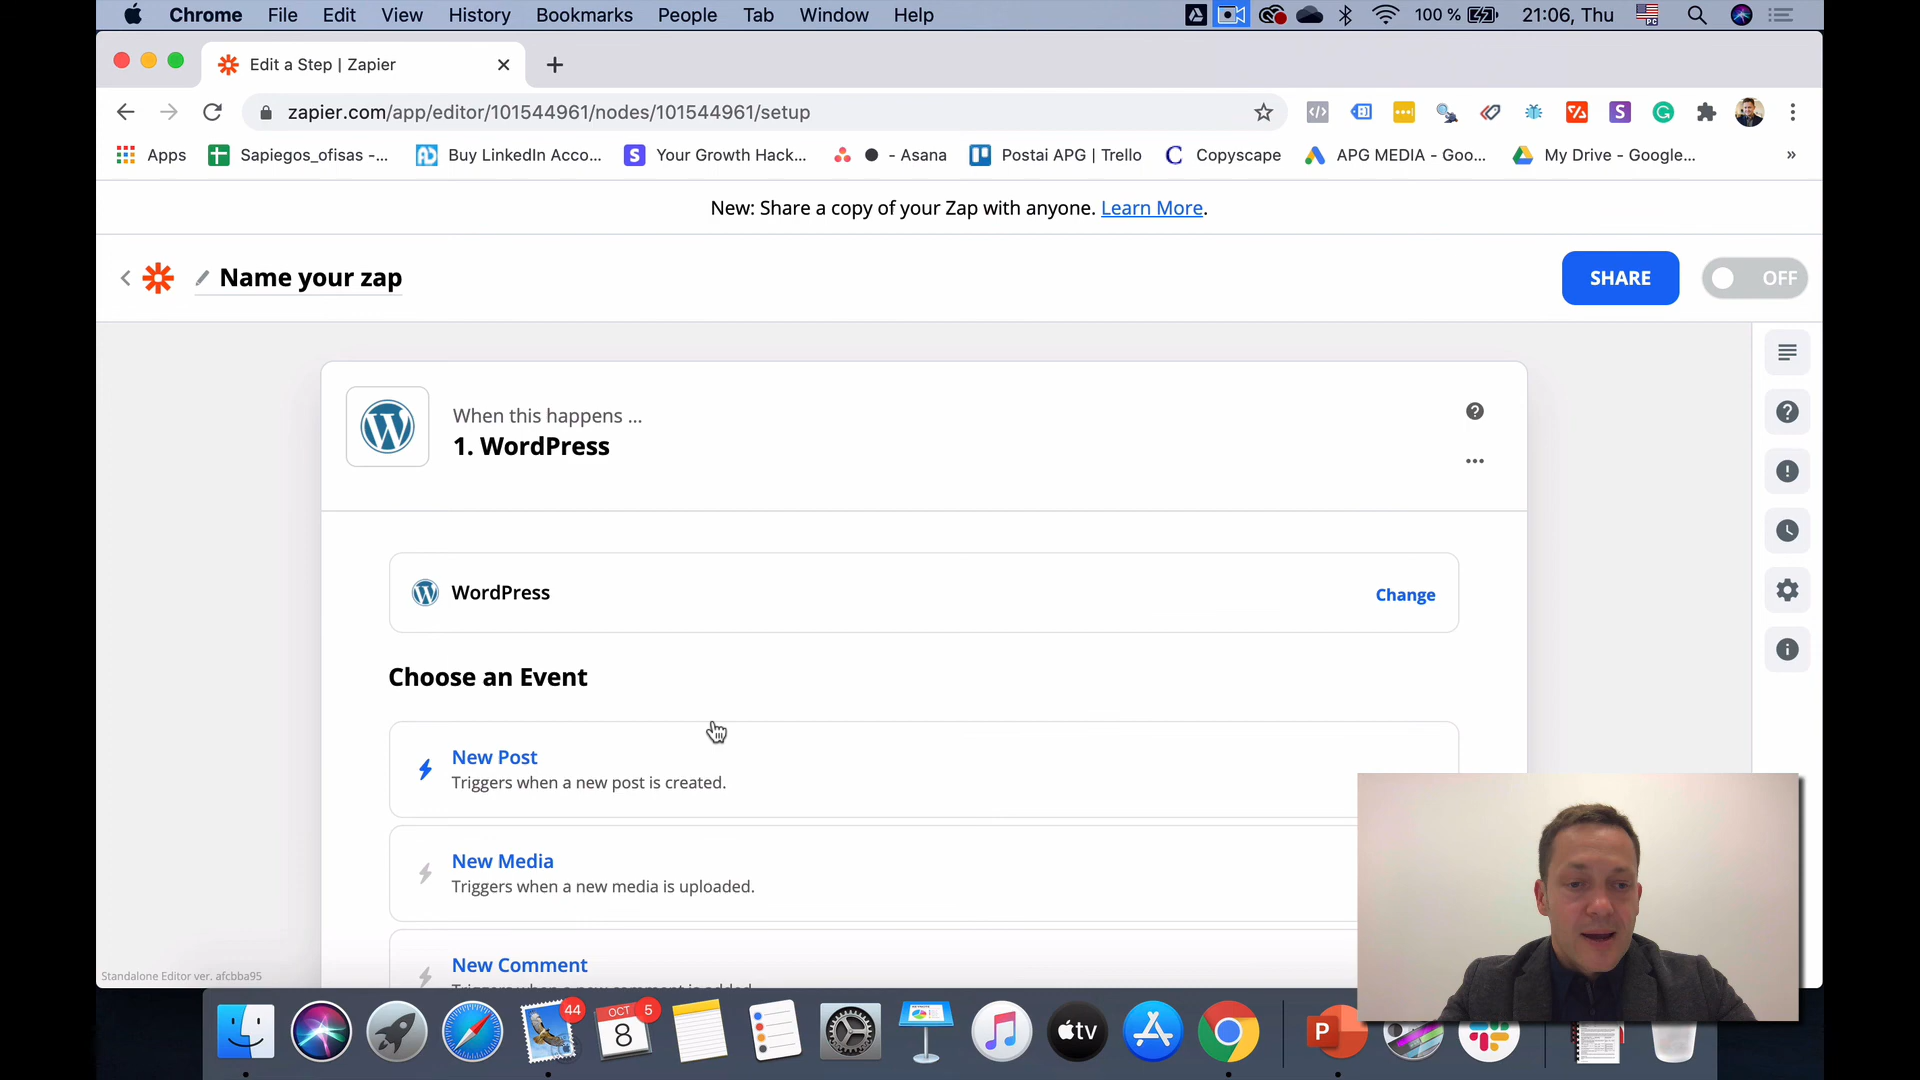 Chrome File Edit View History Bookmarks People Tab Window Help 100 % 21:06, Thu
Edit a Step | Zapier
zapier.com/app/editor/101544961/nodes/101544961/setup
Apps Sapiegos_ofisas -... Buy LinkedIn Acco... Your Growth Hack... - Asana Postai APG | Trello Copyscape APG MEDIA - Goo... My Drive - Google... »
New: Share a copy of your Zap with anyone. Learn More.
Name your zap SHARE OFF
When this happens ...
1. WordPress
WordPress Change
Choose an Event
New Post
Triggers when a new post is created.
New Media
Triggers when a new media is uploaded.
New Comment
Standalone Editor ver. afcbba95
44 OCT 5
8
tv
P